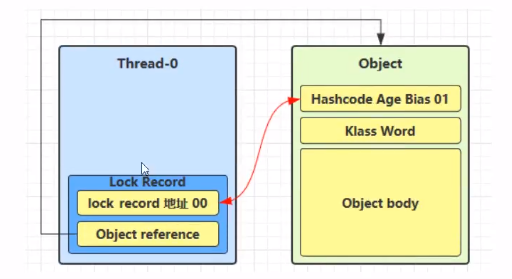 Thread-0
Lock Record
lock record 地址 00
Object reference
Object
Hashcode Age Bias 01
Klass Word
Object body